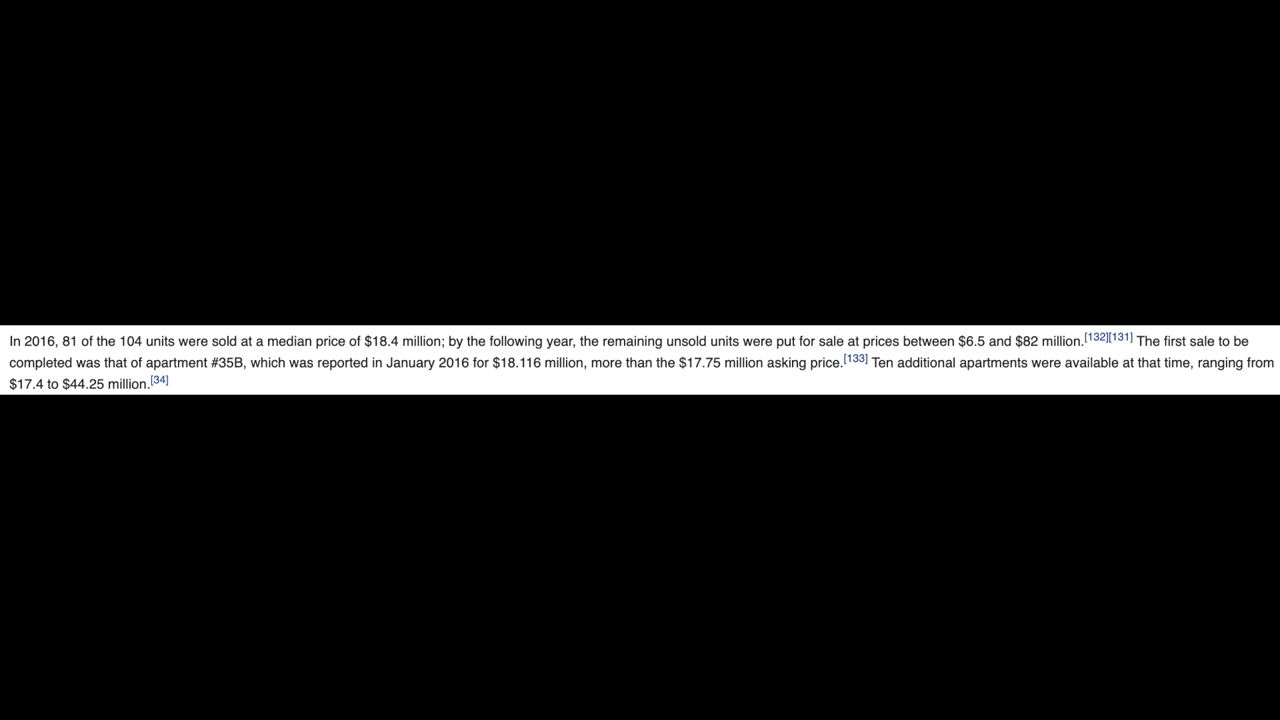 In 2016, 81 of the 104 units were sold at a median price of $18.4 million; by the following year, the remaining unsold units were put for sale at prices between $6.5 and $82 million.[132][131] The first sale to be
completed was that of apartment #35B, which was reported in January 2016 for $18.116 million, more than the $17.75 million asking price.[133] Ten additional apartments were available at that time, ranging from
$17.4 to $44.25 million.[34]